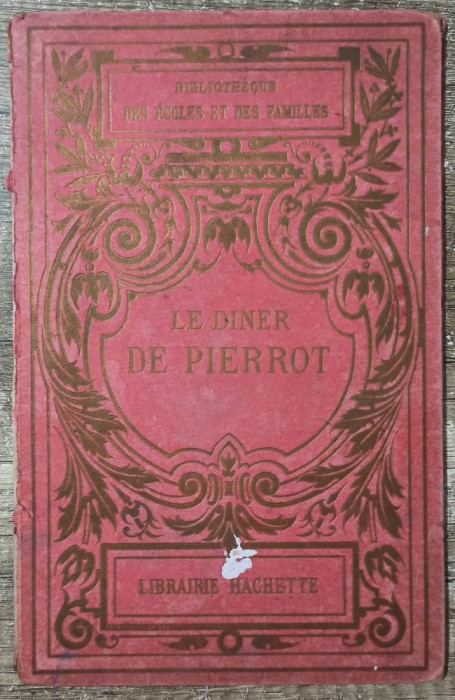 BIBLIOTHÈQUE
DES ÉCOLES ET DES FAMILLES
LE DINER
DE PIERROT
LIBRAIRIE HACHETTE